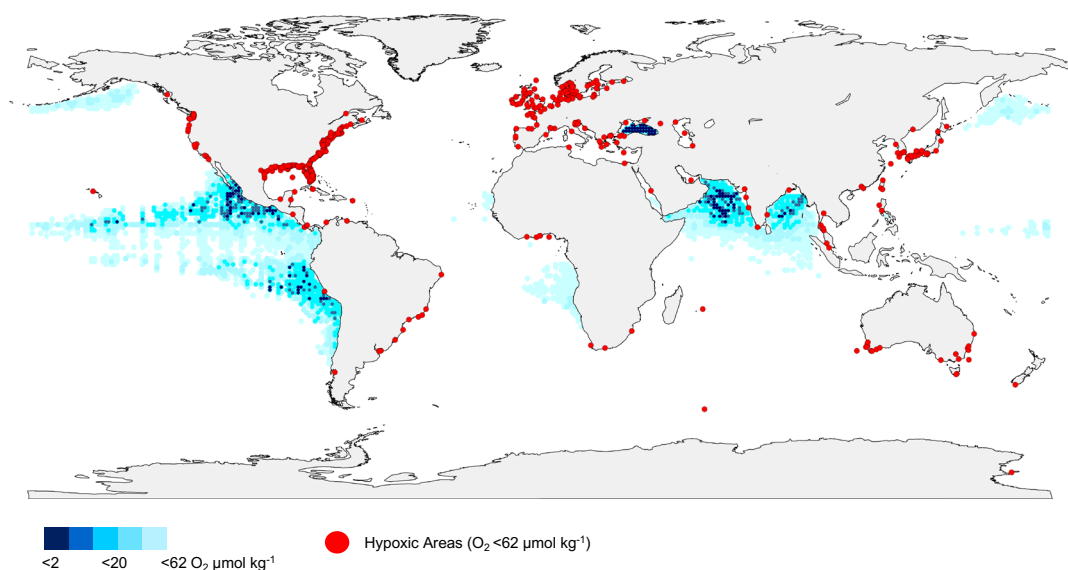 Hypoxic Areas (O₂ <62 µmol kg⁻¹)
<2 <20 <62 O₂ µmol kg⁻¹